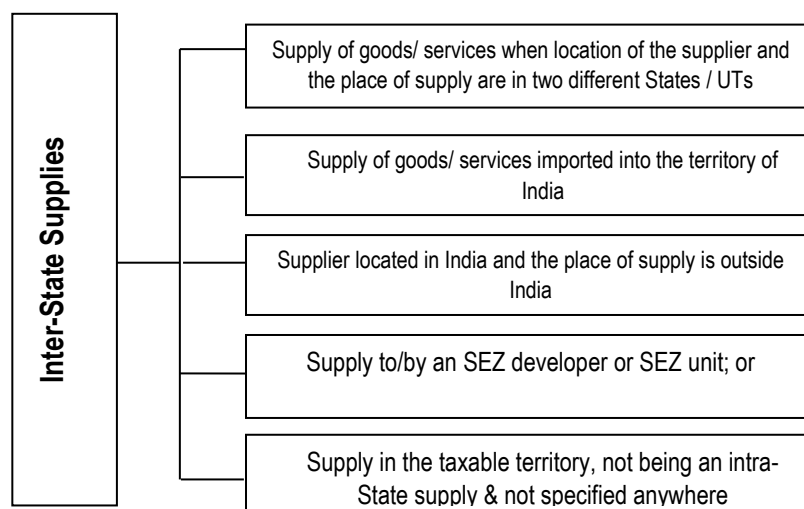 Inter-State Supplies
Supply of goods/ services when location of the supplier and
the place of supply are in two different States / UTs
Supply of goods/ services imported into the territory of
India
Supplier located in India and the place of supply is outside
India
Supply to/by an SEZ developer or SEZ unit; or
Supply in the taxable territory, not being an intra-
State supply & not specified anywhere